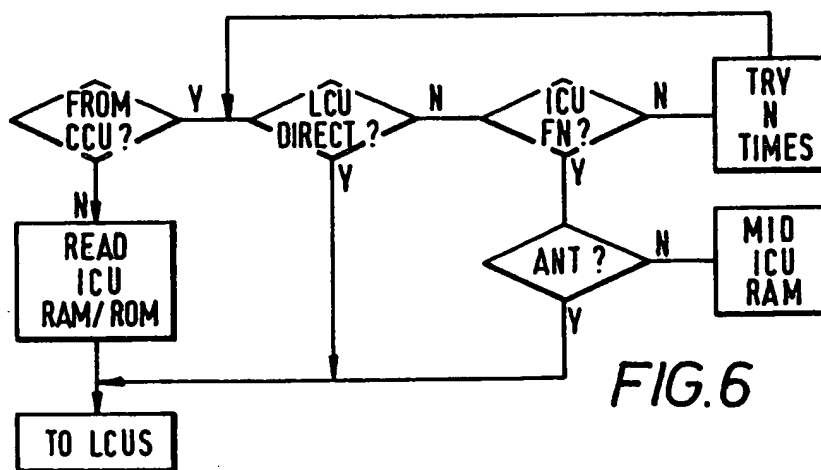 FROM
CCU?
Y
LCU
DIRECT?
N
ICU
FN?
N
TRY
N
TIMES
N
Y
Y
READ
ICU
RAM/ROM
ANT?
N
MID
ICU
RAM
Y
TO LCUS
FIG.6